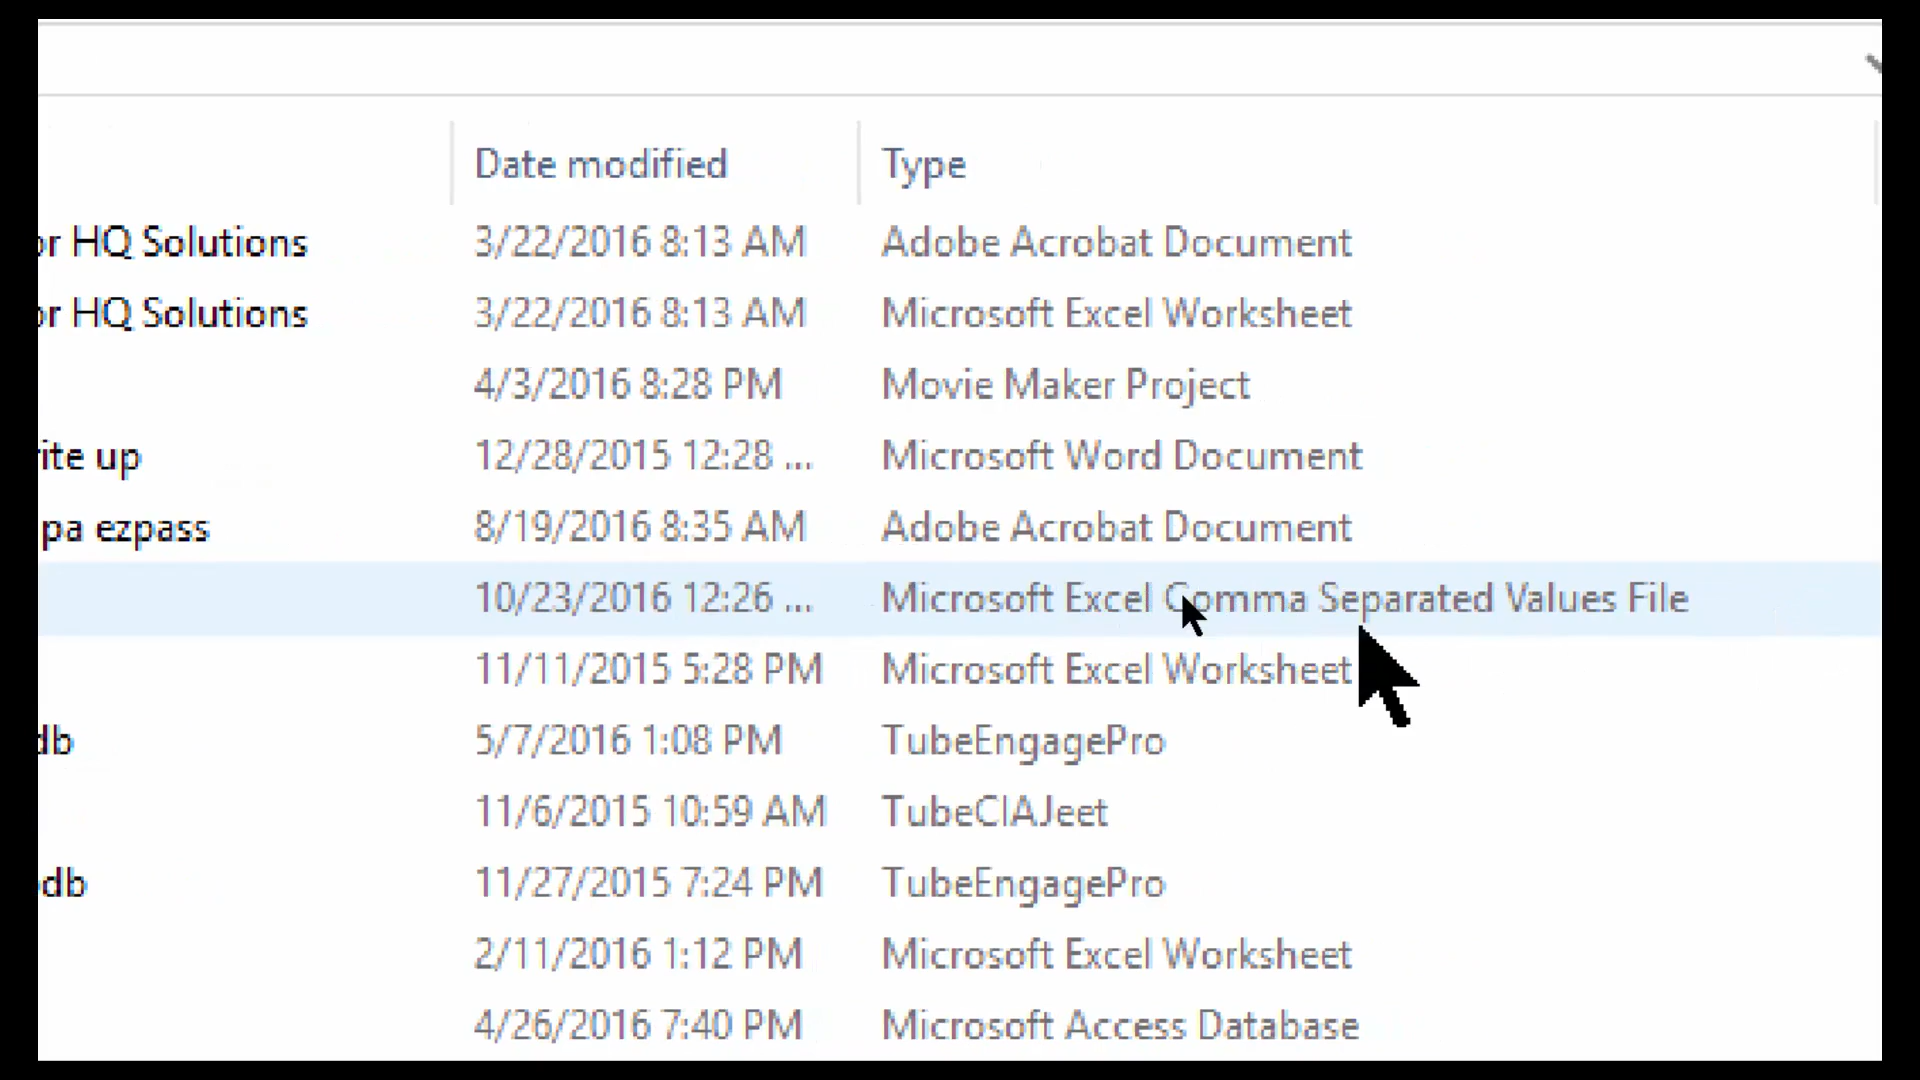 Date modified Type
or HQ Solutions 3/22/2016 8:13 AM Adobe Acrobat Document
or HQ Solutions 3/22/2016 8:13 AM Microsoft Excel Worksheet
4/3/2016 8:28 PM Movie Maker Project
rite up 12/28/2015 12:28 ... Microsoft Word Document
pa ezpass 8/19/2016 8:35 AM Adobe Acrobat Document
10/23/2016 12:26 ... Microsoft Excel Comma Separated Values File
11/11/2015 5:28 PM Microsoft Excel Worksheet
db 5/7/2016 1:08 PM TubeEngagePro
11/6/2015 10:59 AM TubeCIAJeet
db 11/27/2015 7:24 PM TubeEngagePro
2/11/2016 1:12 PM Microsoft Excel Worksheet
4/26/2016 7:40 PM Microsoft Access Database